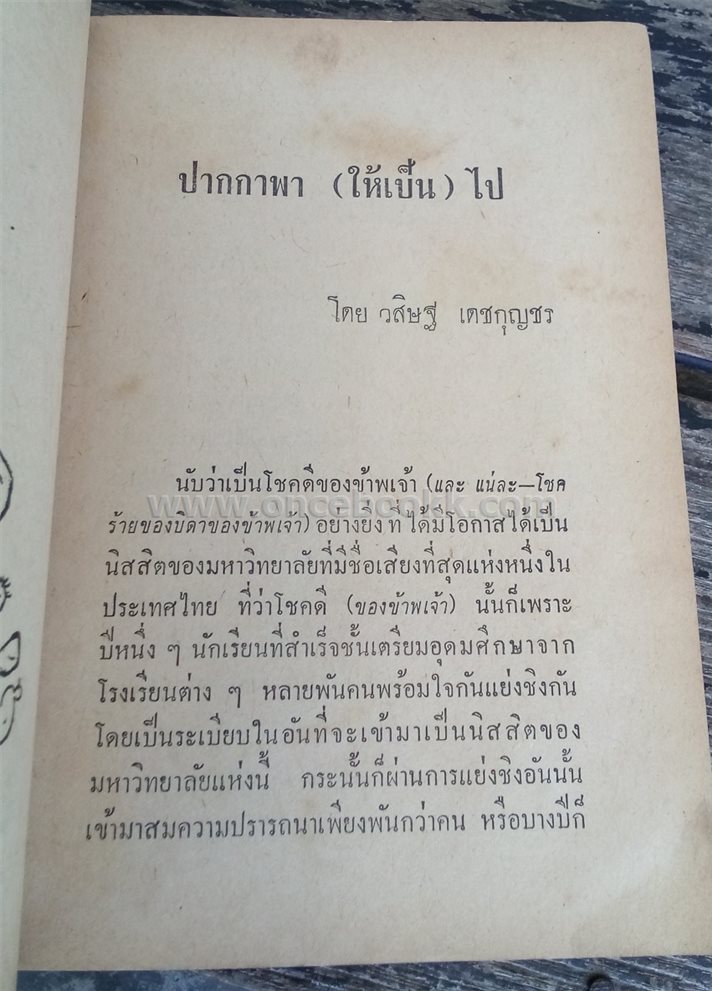 ปากกาพา (ให้เป็น) ไป
โดย วสิษฐ เดชกุญชร
นับว่าเป็นโชคดีของข้าพเจ้า (และ แน่ละ—โชค
www.oncebookk.com
ร้ายของบิดาของข้าพเจ้า) อย่างยิ่ง ที่ ได้มีโอกาสได้เป็น
นิสสิตของมหาวิทยาลัยที่มีชื่อเสียงที่สุดแห่งหนึ่งใน
ประเทศไทย ที่ว่าโชคดี (ของข้าพเจ้า) นั้นก็เพราะ
ปีหนึ่ง ๆ นักเรียนที่สำเร็จชั้นเตรียมอุดมศึกษาจาก
โรงเรียนต่าง ๆ หลายพันคนพร้อมใจกันแย่งชิงกัน
โดยเป็นระเบียบในอันที่จะเข้ามาเป็นนิสสิตของ
มหาวิทยาลัยแห่งนี้ กระนั้นก็ผ่านการแย่งชิงอันนั้น
เข้ามาสมความปรารถนาเพียงพันกว่าคน หรือบางปีก็